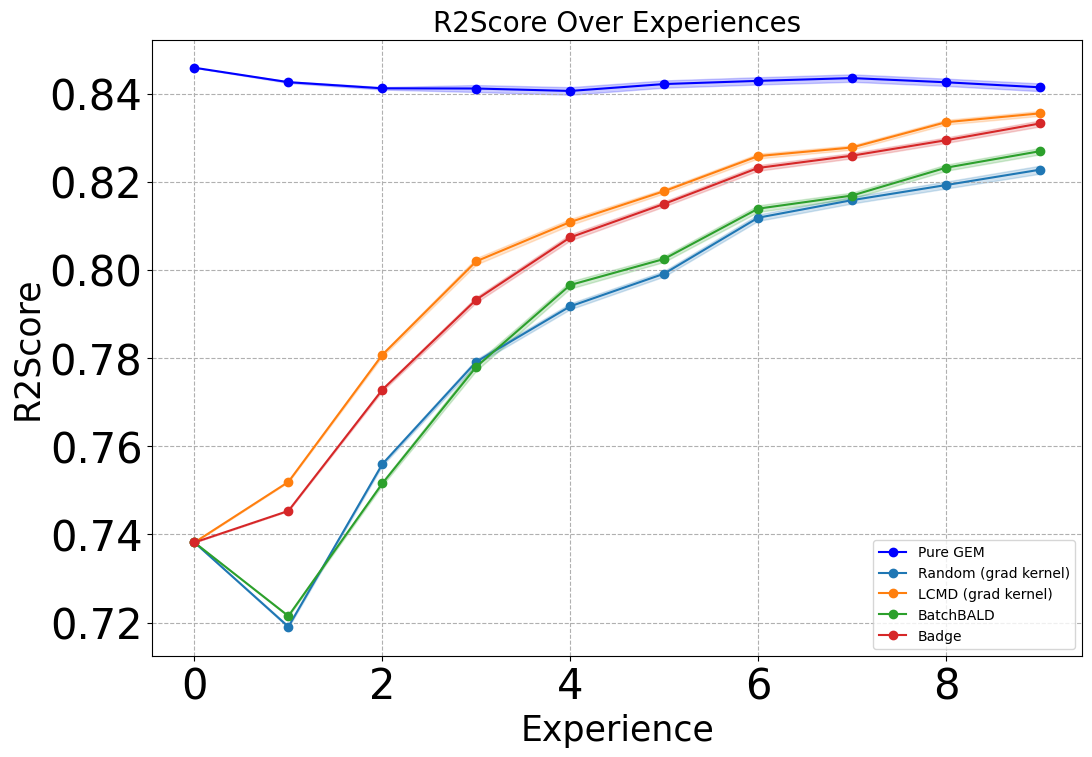 R2Score Over Experiences
R2Score
0.84
0.82
0.80
0.78
0.76
0.74
0.72
0
2
4
6
8
Experience
Pure GEM
Random (grad kernel)
LCMD (grad kernel)
BatchBALD
Badge